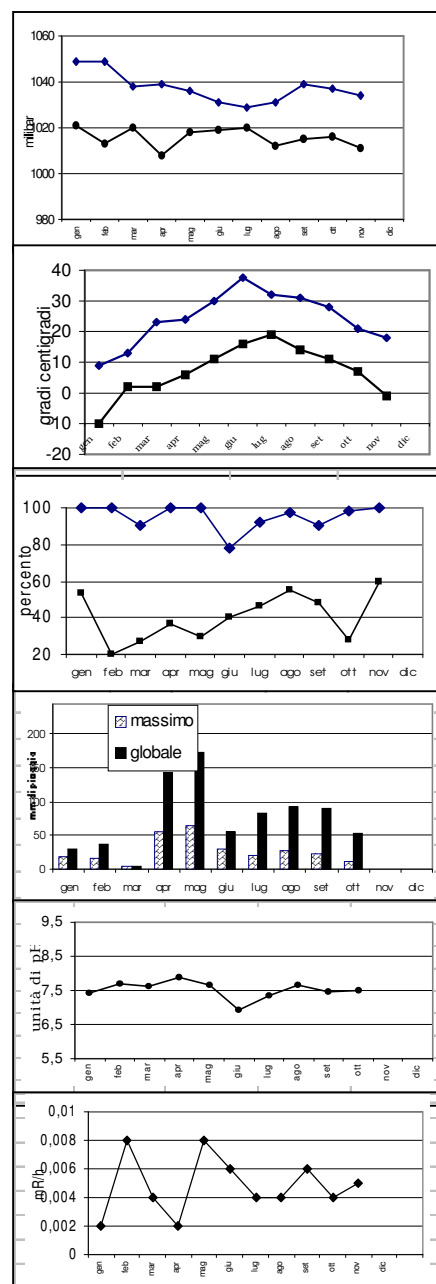 1060
1040
1020
1000
980
milibar
gen feb mar apr mag giu lug ago set ott nov dic
40
30
20
10
0
-10
-20
gradi centigradi
gen feb mar apr mag giu lug ago set ott nov dic
100
80
60
40
20
percento
gen feb mar apr mag giu lug ago set ott nov dic
massimo
globale
200
150
100
50
0
mm di pioggia
gen feb mar apr mag giu lug ago set ott nov dic
9,5
8,5
7,5
6,5
5,5
unità di pH
gen feb mar apr mag giu lug ago set ott nov dic
0,01
0,008
0,006
0,004
0,002
0
mR/h
gen feb mar apr mag giu lug ago set ott nov dic